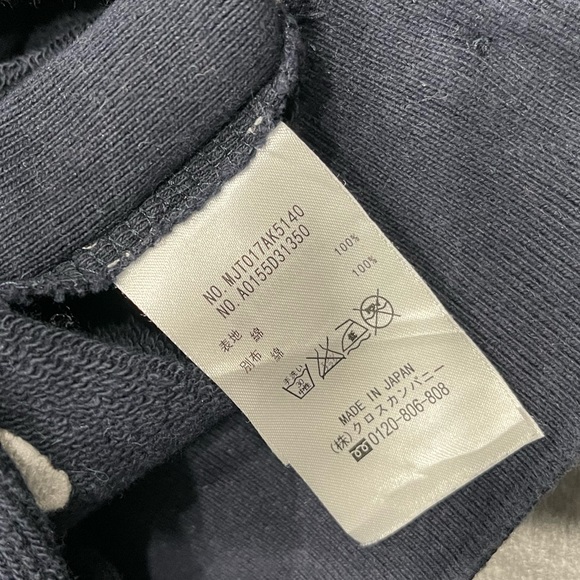 NO. MJT017AK5140
NO. A0155D31350
表地 綿 100%
別布 綿 100%
手洗イ
MADE IN JAPAN
(株)クロスカンパニー
0120-806-808